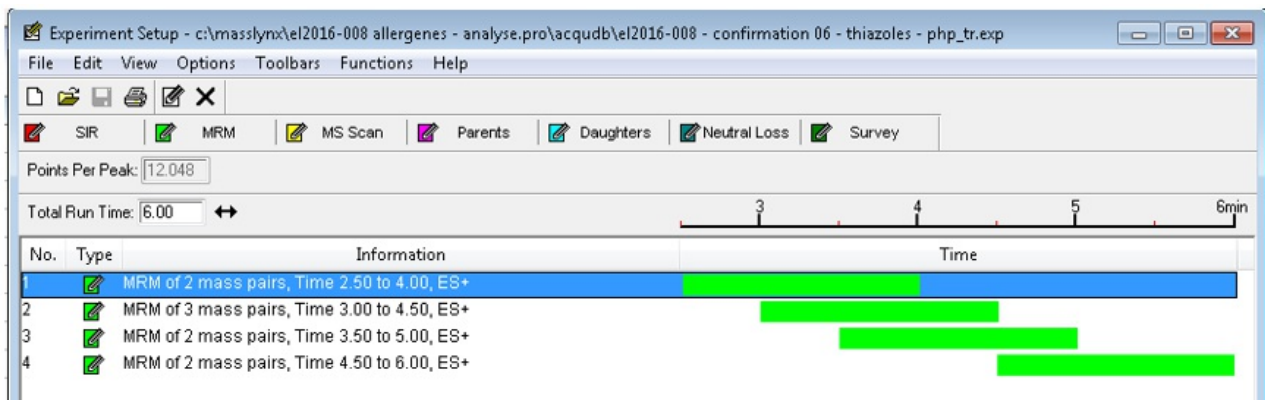 Experiment Setup - c:\masslynx\el2016-008 allergenes - analyse.pro\acqudb\el2016-008 - confirmation 06 - thiazoles - php_tr.exp
File Edit View Options Toolbars Functions Help
SIR MRM MS Scan Parents Daughters Neutral Loss Survey
Points Per Peak: 12.048
Total Run Time: 6.00 3 4 5 6min
No. Type Information Time
1 MRM of 2 mass pairs, Time 2.50 to 4.00, ES+
2 MRM of 3 mass pairs, Time 3.00 to 4.50, ES+
3 MRM of 2 mass pairs, Time 3.50 to 5.00, ES+
4 MRM of 2 mass pairs, Time 4.50 to 6.00, ES+